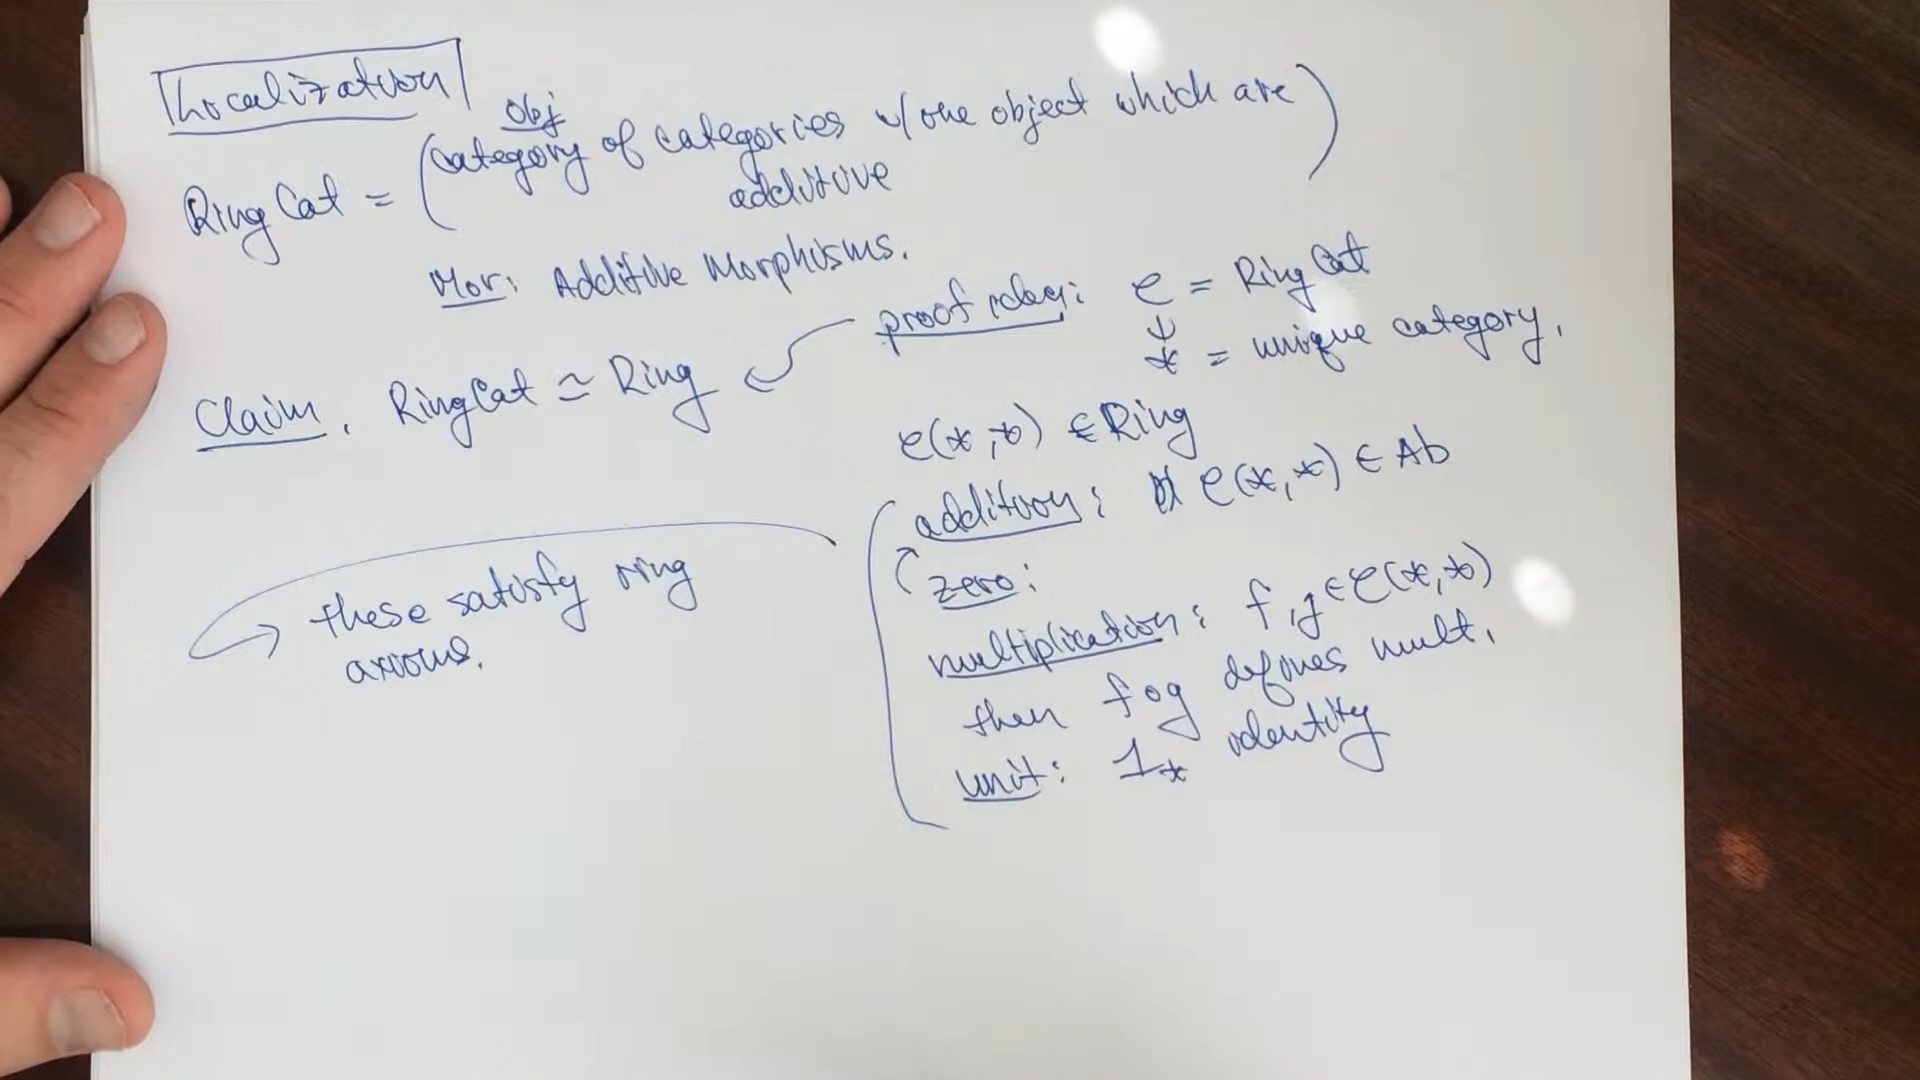 Localization
Obj
RingCat = (category of categories w/one object which are
additive)
Mor: Additive Morphisms.
Claim. RingCat ≃ Ring
proof idea: C = RingCat
* = unique category.
C(*,*) ∈ Ring
addition: C(*,*) ∈ Ab
zero:
multiplication: f,g ∈ C(*,*)
then f∘g defines mult.
unit: 1* identity
these satisfy ring
axioms.